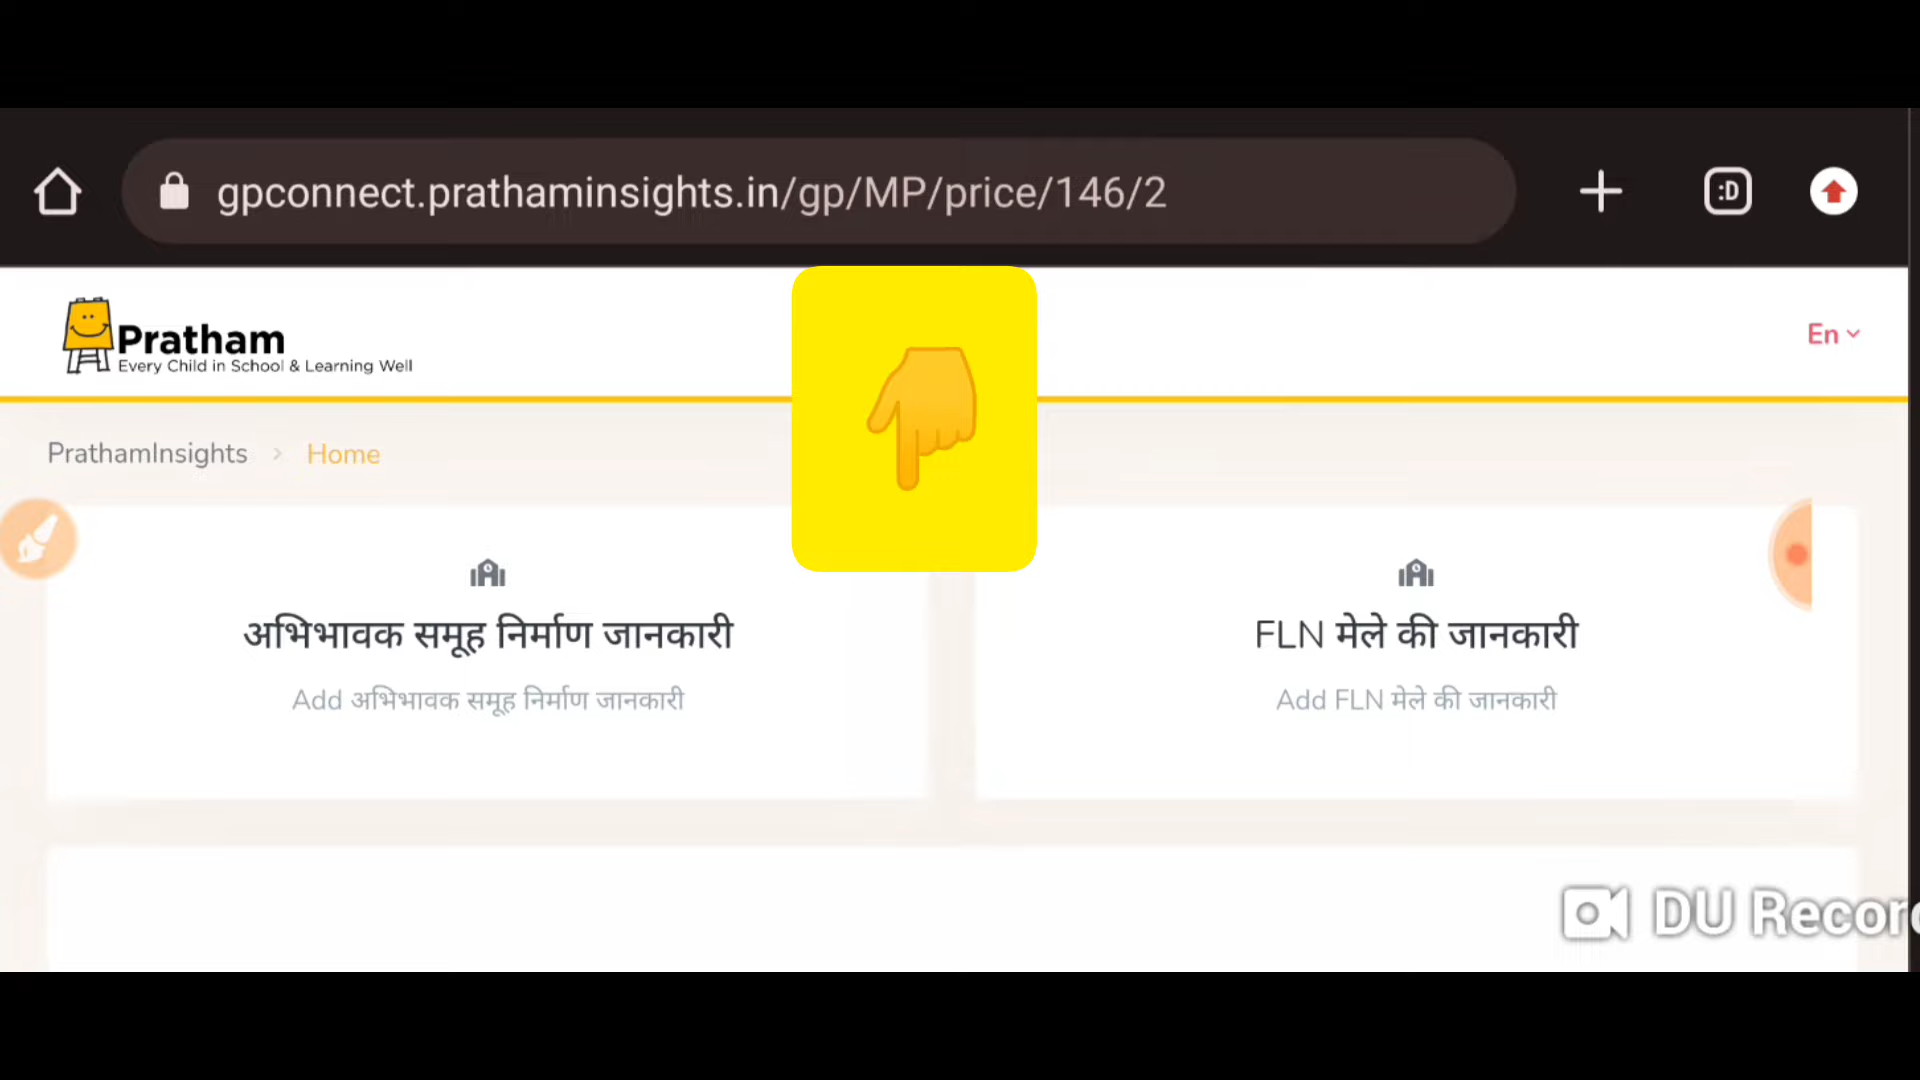 gpconnect.prathaminsights.in/gp/MP/price/146/2
:D
Pratham
Every Child in School & Learning Well
En
PrathamInsights > Home
अभिभावक समूह निर्माण जानकारी
Add अभिभावक समूह निर्माण जानकारी
FLN मेले की जानकारी
Add FLN मेले की जानकारी
DU Recor